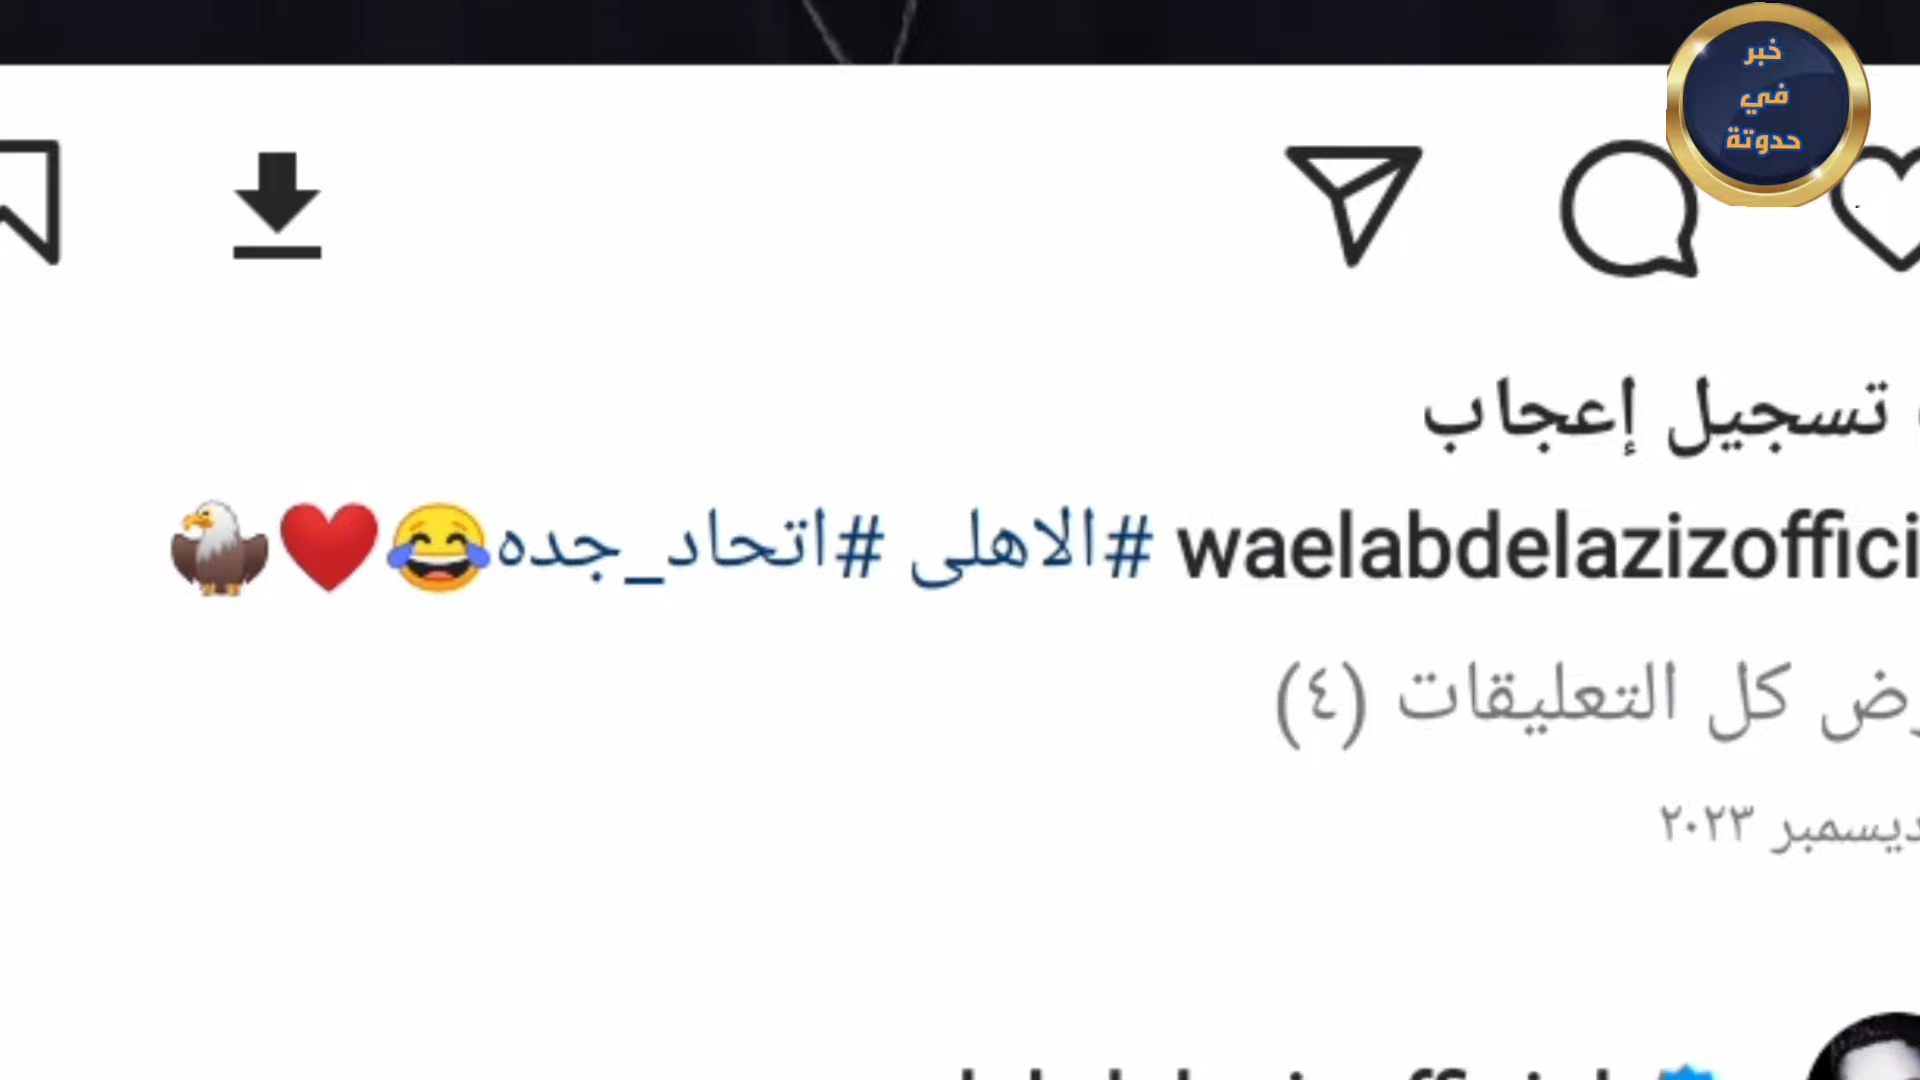 خبر
في
حدوتة
تسجيل إعجاب
waelabdelazizoffici #الاهلى #اتحاد_جده😂❤️🦅
كل التعليقات (٤)
ديسمبر ٢٠٢٣